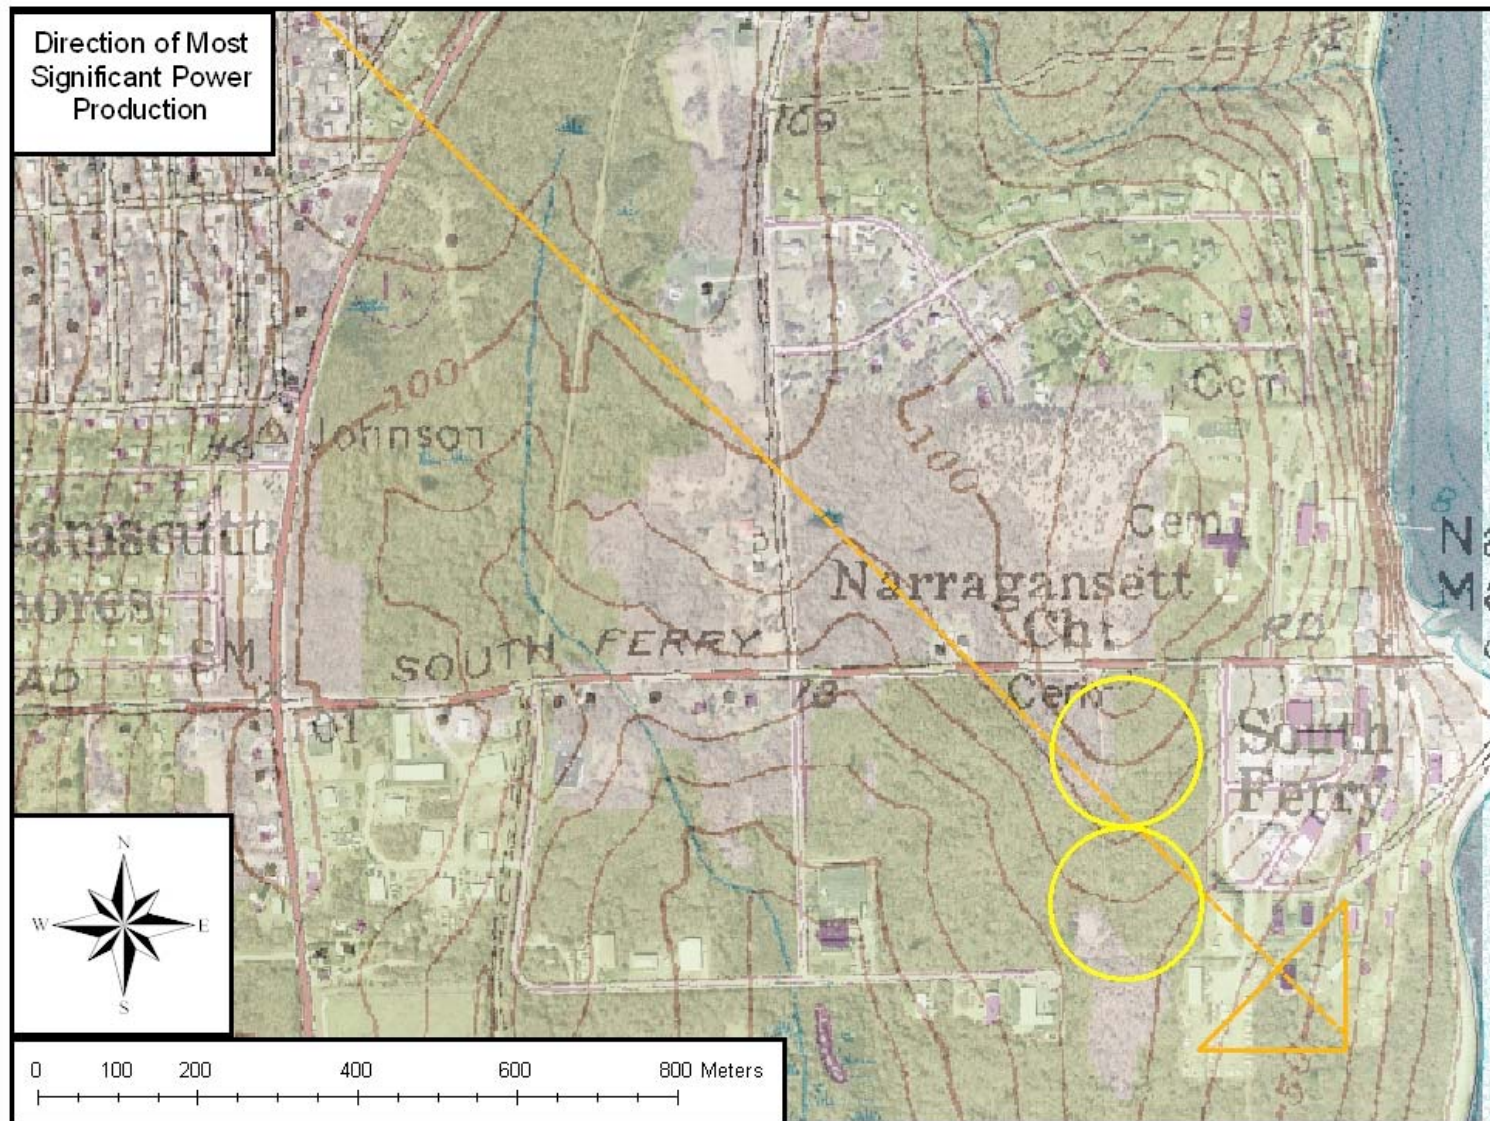 Direction of Most
Significant Power
Production
109
100
Johnson
100
Cem
Cem
Narragansett
Cht
SOUTH FERRY
RD
Cem
South
Ferry
N
W
E
S
0 100 200 400 600 800 Meters